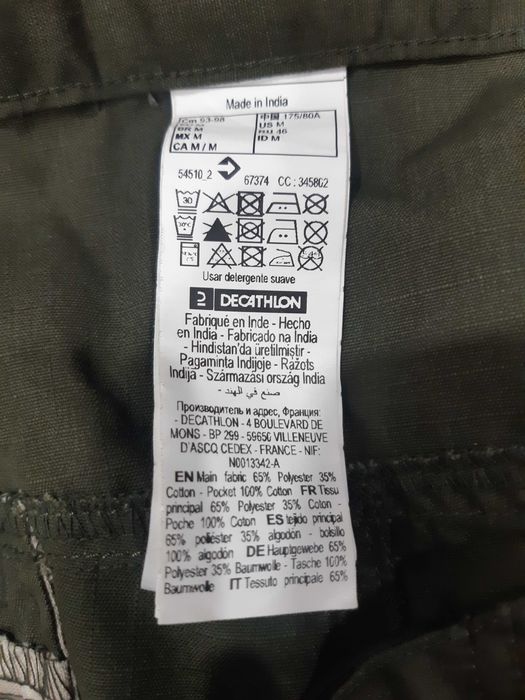 Made in India
Cm 93-98
BR M
MX M
CA M / M
中国 175/80A
US M
RU 46
ID M
54510_2
67374 CC : 345802
30
30°C
Usar detergente suave
DECATHLON
Fabriqué en Inde - Hecho
en India - Fabricado na India
- Hindistan'da üretilmiştir -
Pagaminta Indijoje - Ražots
Indijā - Származási ország India
صنع في الهند -
Производитель и адрес, Франция:
- DECATHLON - 4 BOULEVARD DE
MONS - BP 299 - 59650 VILLENEUVE
D'ASCQ CEDEX - FRANCE - NIF:
N0013342-A
EN Main fabric 65% Polyester 35%
Cotton - Pocket 100% Cotton FR Tissu
principal 65% Polyester 35% Coton -
Poche 100% Coton ES tejido principal
65% poliéster 35% algodón - bolsillo
100% algodón DE Hauptgewebe 65%
Polyester 35% Baumwolle - Tasche 100%
Baumwolle IT Tessuto principale 65%